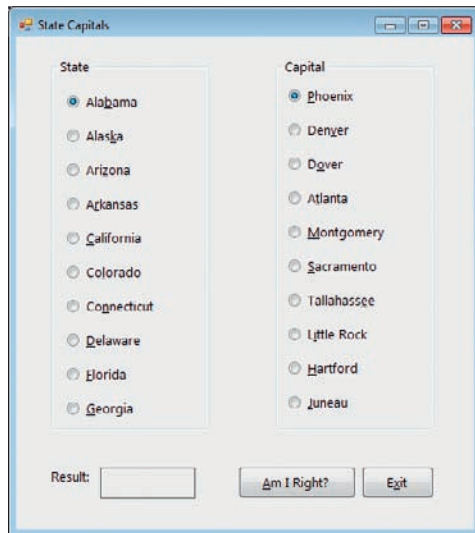 State Capitals
State
Alabama
Alaska
Arizona
Arkansas
California
Colorado
Connecticut
Delaware
Florida
Georgia
Capital
Phoenix
Denver
Dover
Atlanta
Montgomery
Sacramento
Tallahassee
Little Rock
Hartford
Juneau
Result:
Am I Right?
Exit